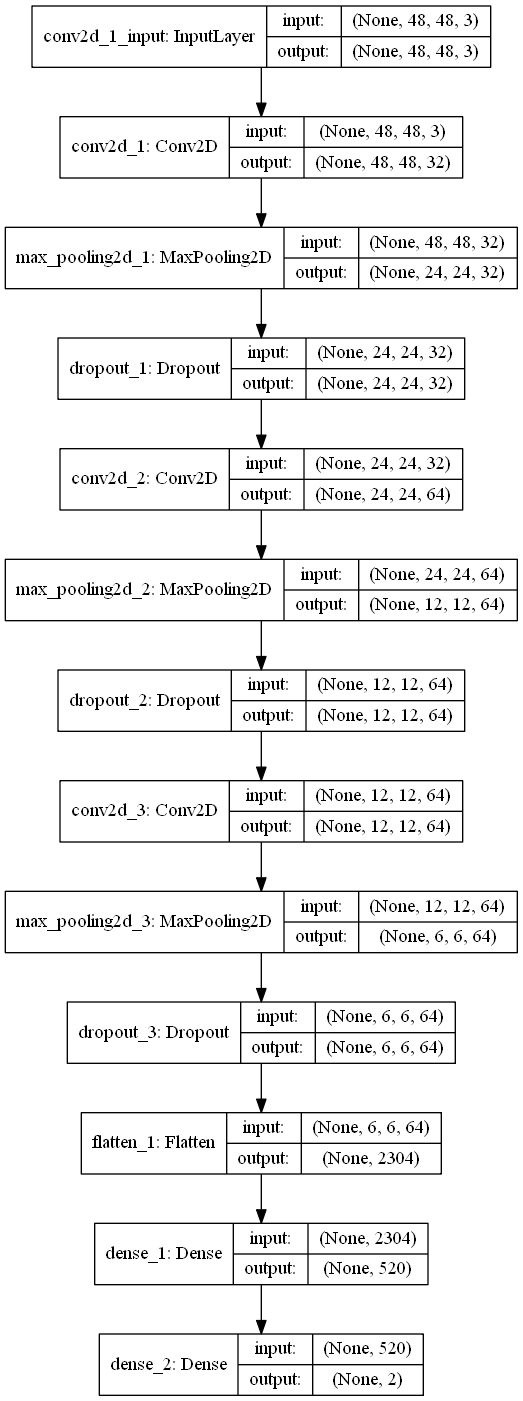 conv2d_1_input: InputLayer
input: (None, 48, 48, 3)
output: (None, 48, 48, 3)
conv2d_1: Conv2D
input: (None, 48, 48, 3)
output: (None, 48, 48, 32)
max_pooling2d_1: MaxPooling2D
input: (None, 48, 48, 32)
output: (None, 24, 24, 32)
dropout_1: Dropout
input: (None, 24, 24, 32)
output: (None, 24, 24, 32)
conv2d_2: Conv2D
input: (None, 24, 24, 32)
output: (None, 24, 24, 64)
max_pooling2d_2: MaxPooling2D
input: (None, 24, 24, 64)
output: (None, 12, 12, 64)
dropout_2: Dropout
input: (None, 12, 12, 64)
output: (None, 12, 12, 64)
conv2d_3: Conv2D
input: (None, 12, 12, 64)
output: (None, 12, 12, 64)
max_pooling2d_3: MaxPooling2D
input: (None, 12, 12, 64)
output: (None, 6, 6, 64)
dropout_3: Dropout
input: (None, 6, 6, 64)
output: (None, 6, 6, 64)
flatten_1: Flatten
input: (None, 6, 6, 64)
output: (None, 2304)
dense_1: Dense
input: (None, 2304)
output: (None, 520)
dense_2: Dense
input: (None, 520)
output: (None, 2)